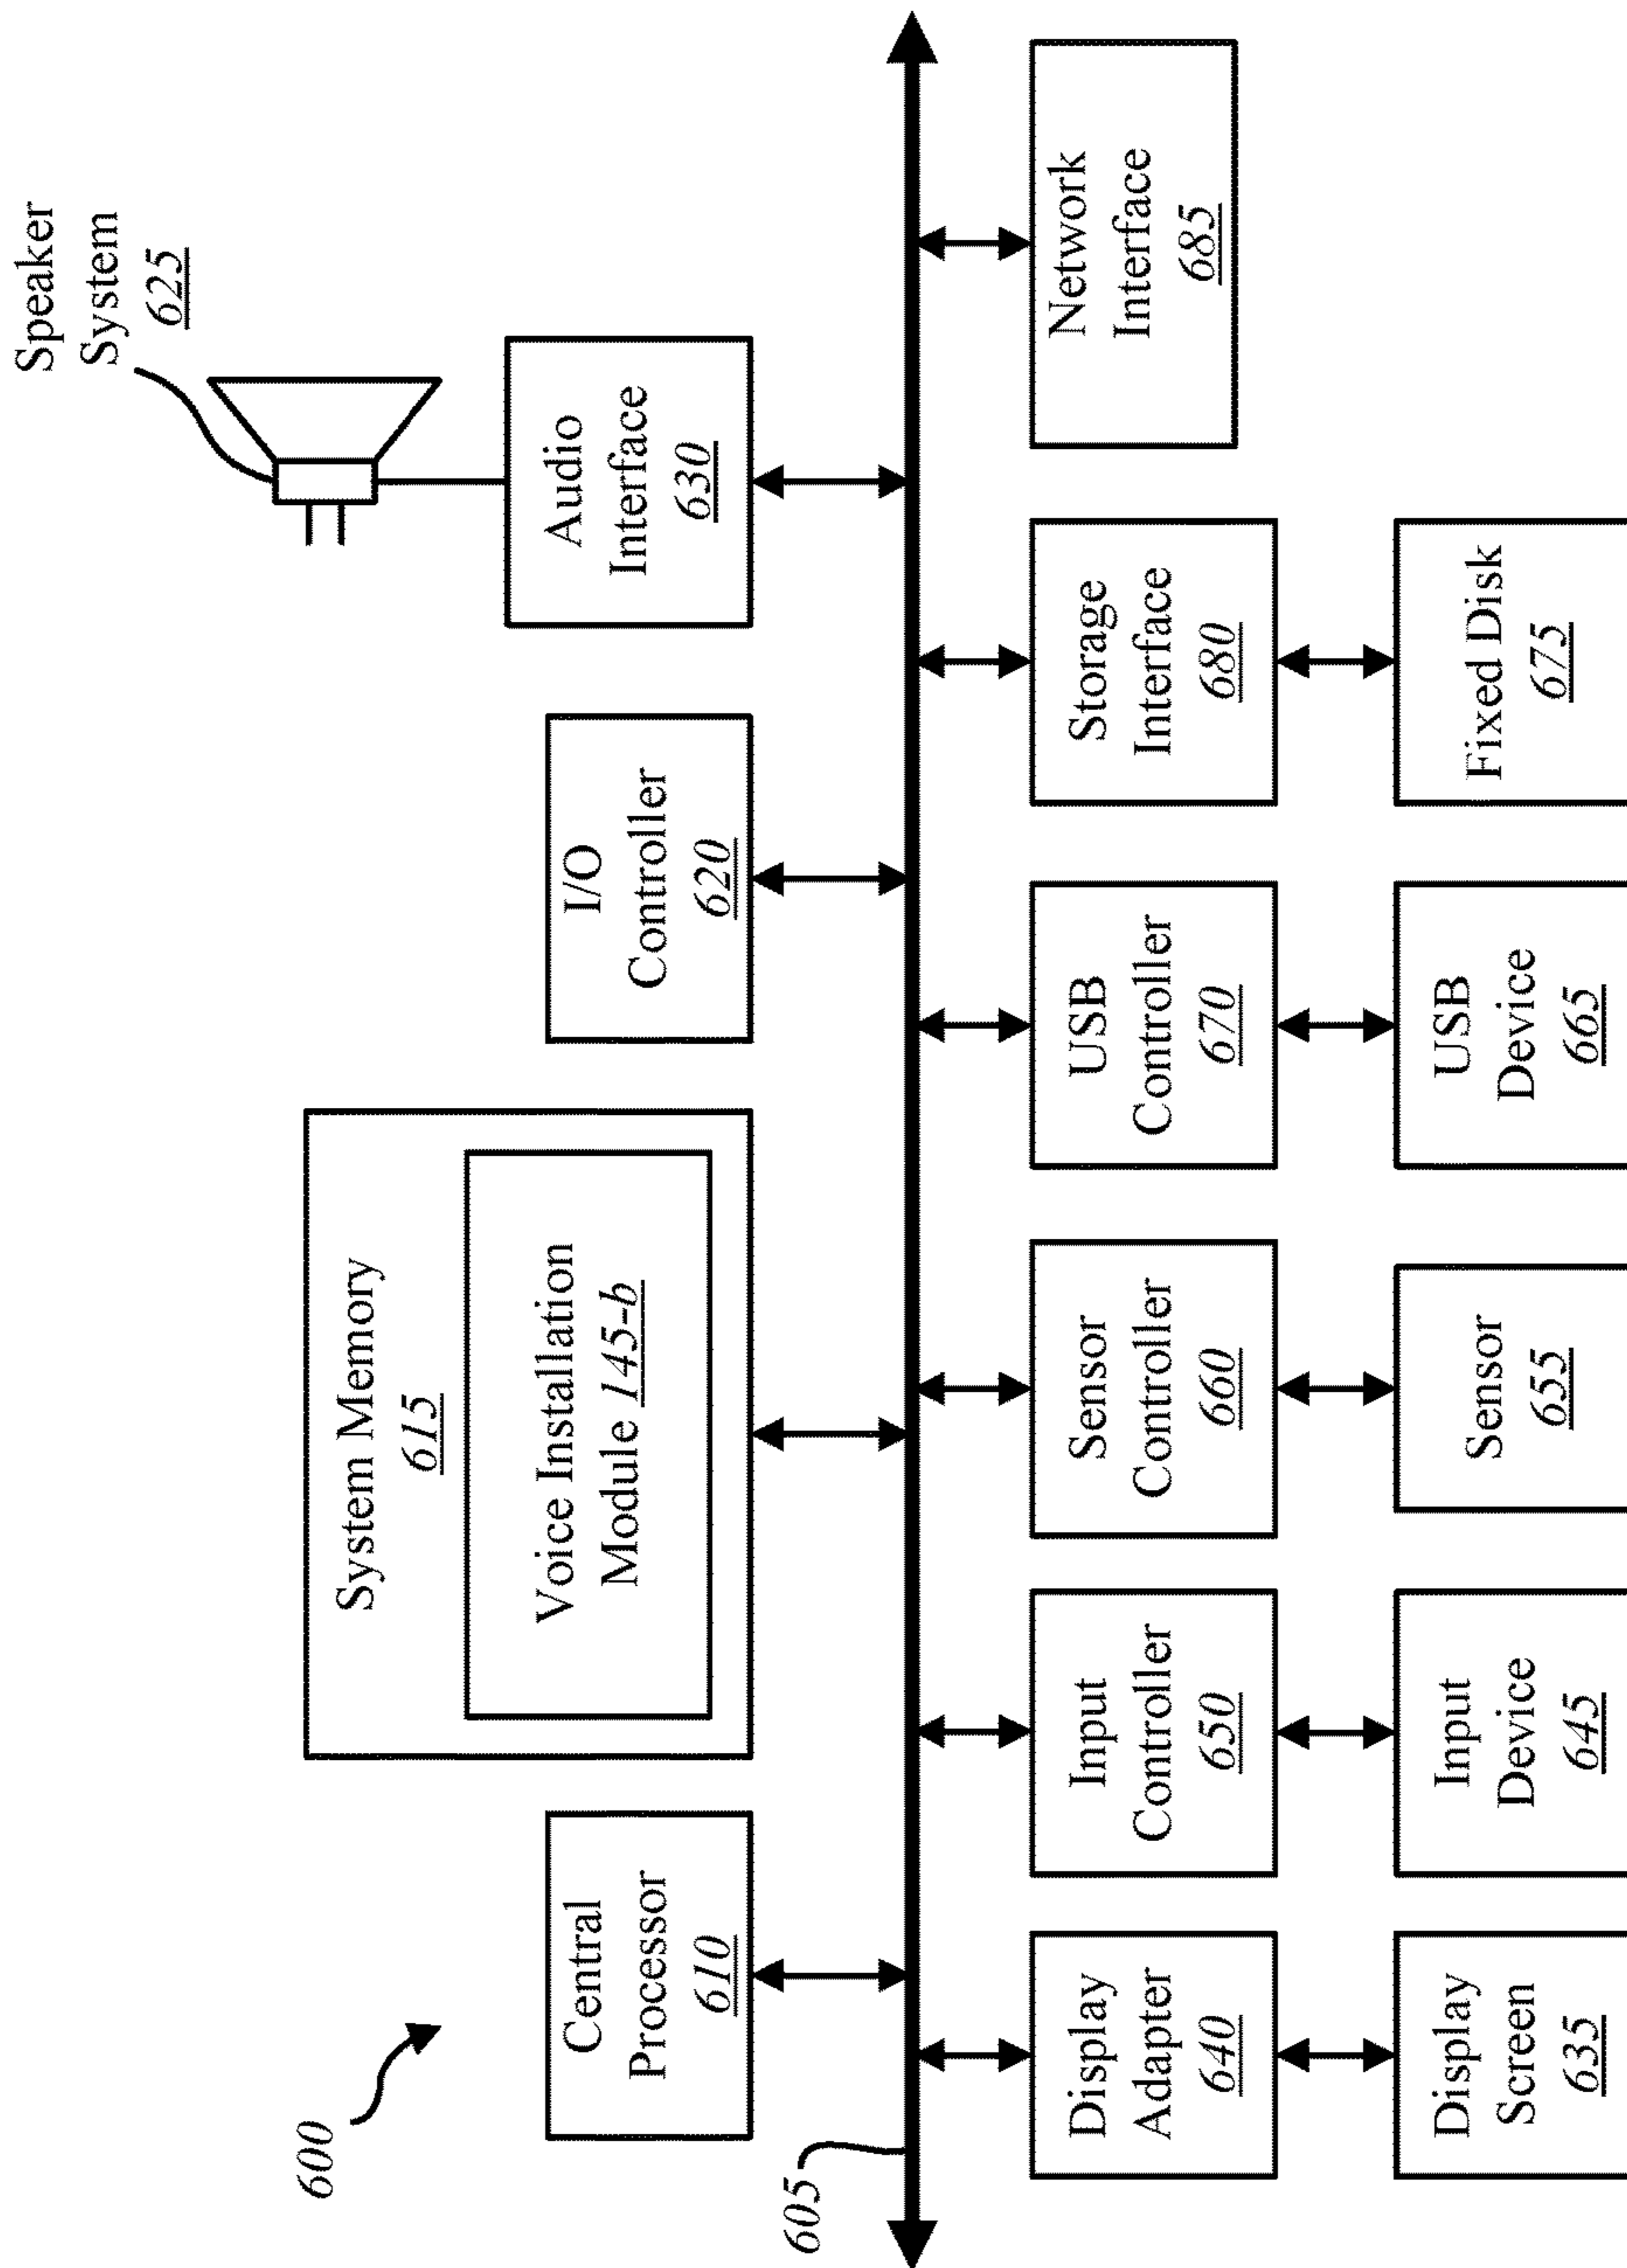 600
Speaker
System
625
Central
Processor
610
System Memory
615
Voice Installation
Module 145-b
I/O
Controller
620
Audio
Interface
630
605
Display
Adapter
640
Input
Controller
650
Sensor
Controller
660
USB
Controller
670
Storage
Interface
680
Network
Interface
685
Display
Screen
635
Input
Device
645
Sensor
655
USB
Device
665
Fixed Disk
675